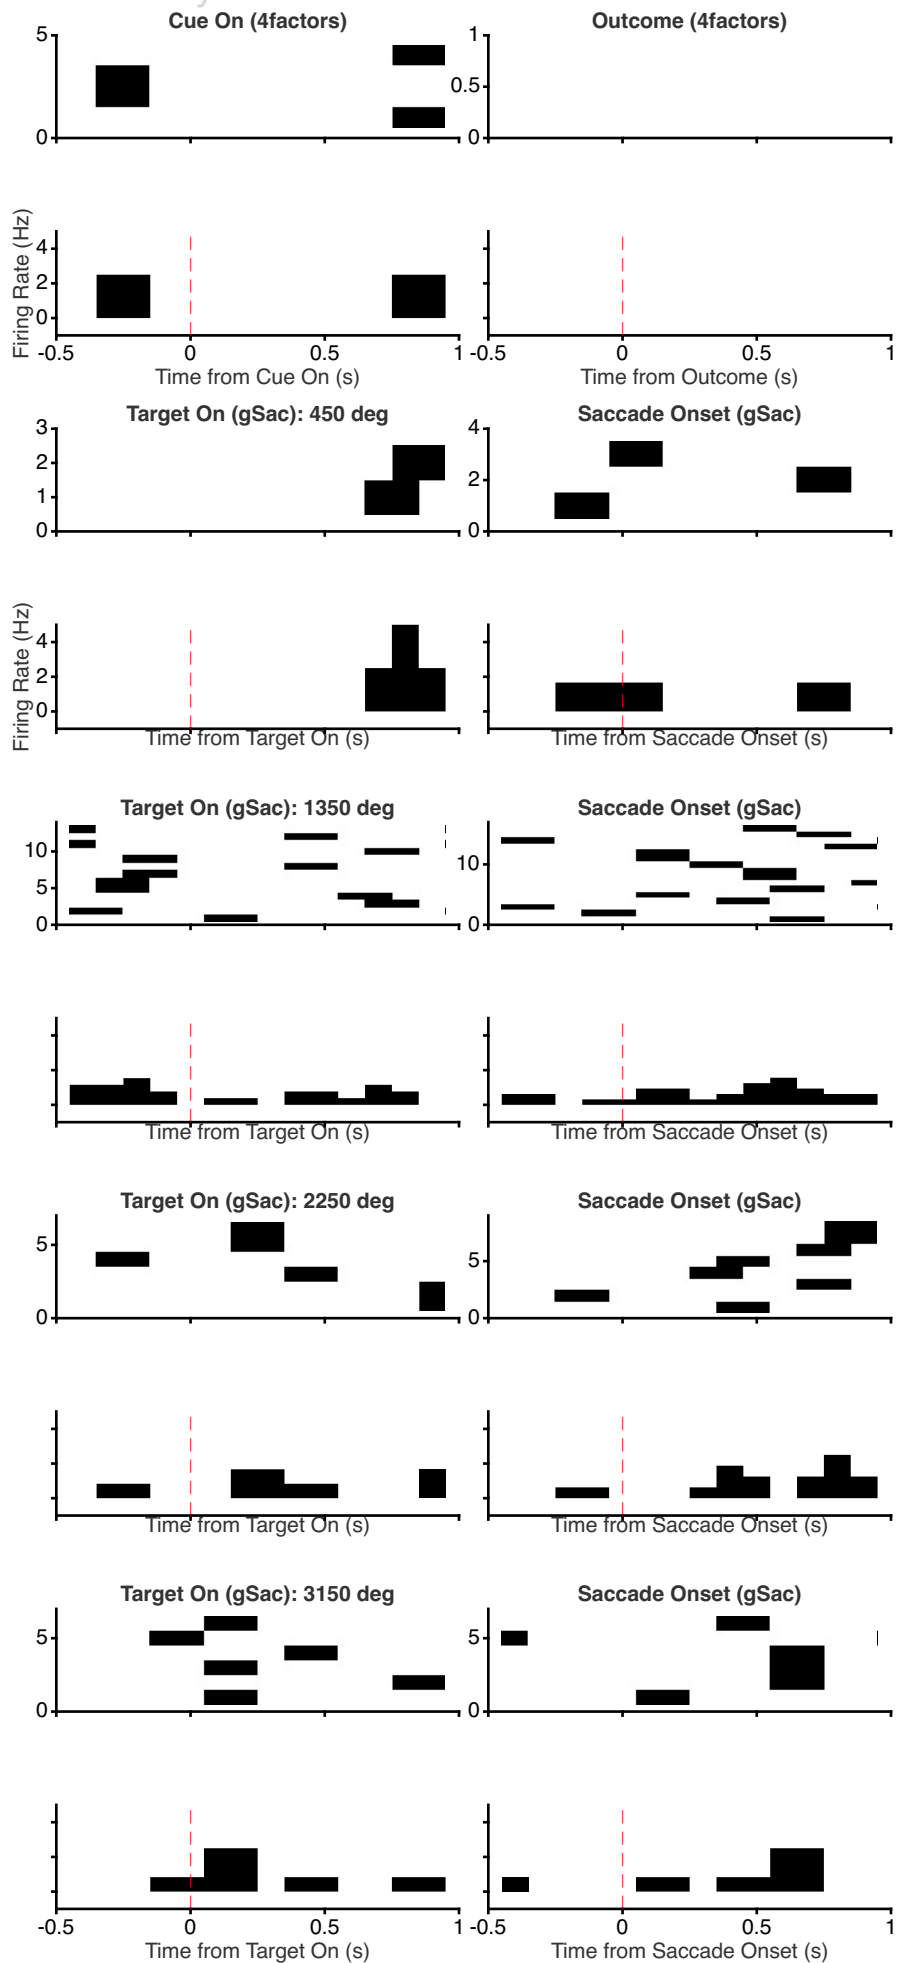 Cue On (4factors) Outcome (4factors)
5 1
0.5
0 0
Firing Rate (Hz)
4
2
0
-0.5 0 0.5 1 -0.5 0 0.5 1
Time from Cue On (s) Time from Outcome (s)
Target On (gSac): 450 deg Saccade Onset (gSac)
3 4
2
1 2
0 0
Firing Rate (Hz)
4
2
0
Time from Target On (s) Time from Saccade Onset (s)
Target On (gSac): 1350 deg Saccade Onset (gSac)
10 10
5
0 0
Time from Target On (s) Time from Saccade Onset (s)
Target On (gSac): 2250 deg Saccade Onset (gSac)
5 5
0 0
Time from Target On (s) Time from Saccade Onset (s)
Target On (gSac): 3150 deg Saccade Onset (gSac)
5 5
0 0
-0.5 0 0.5 1 -0.5 0 0.5 1
Time from Target On (s) Time from Saccade Onset (s)